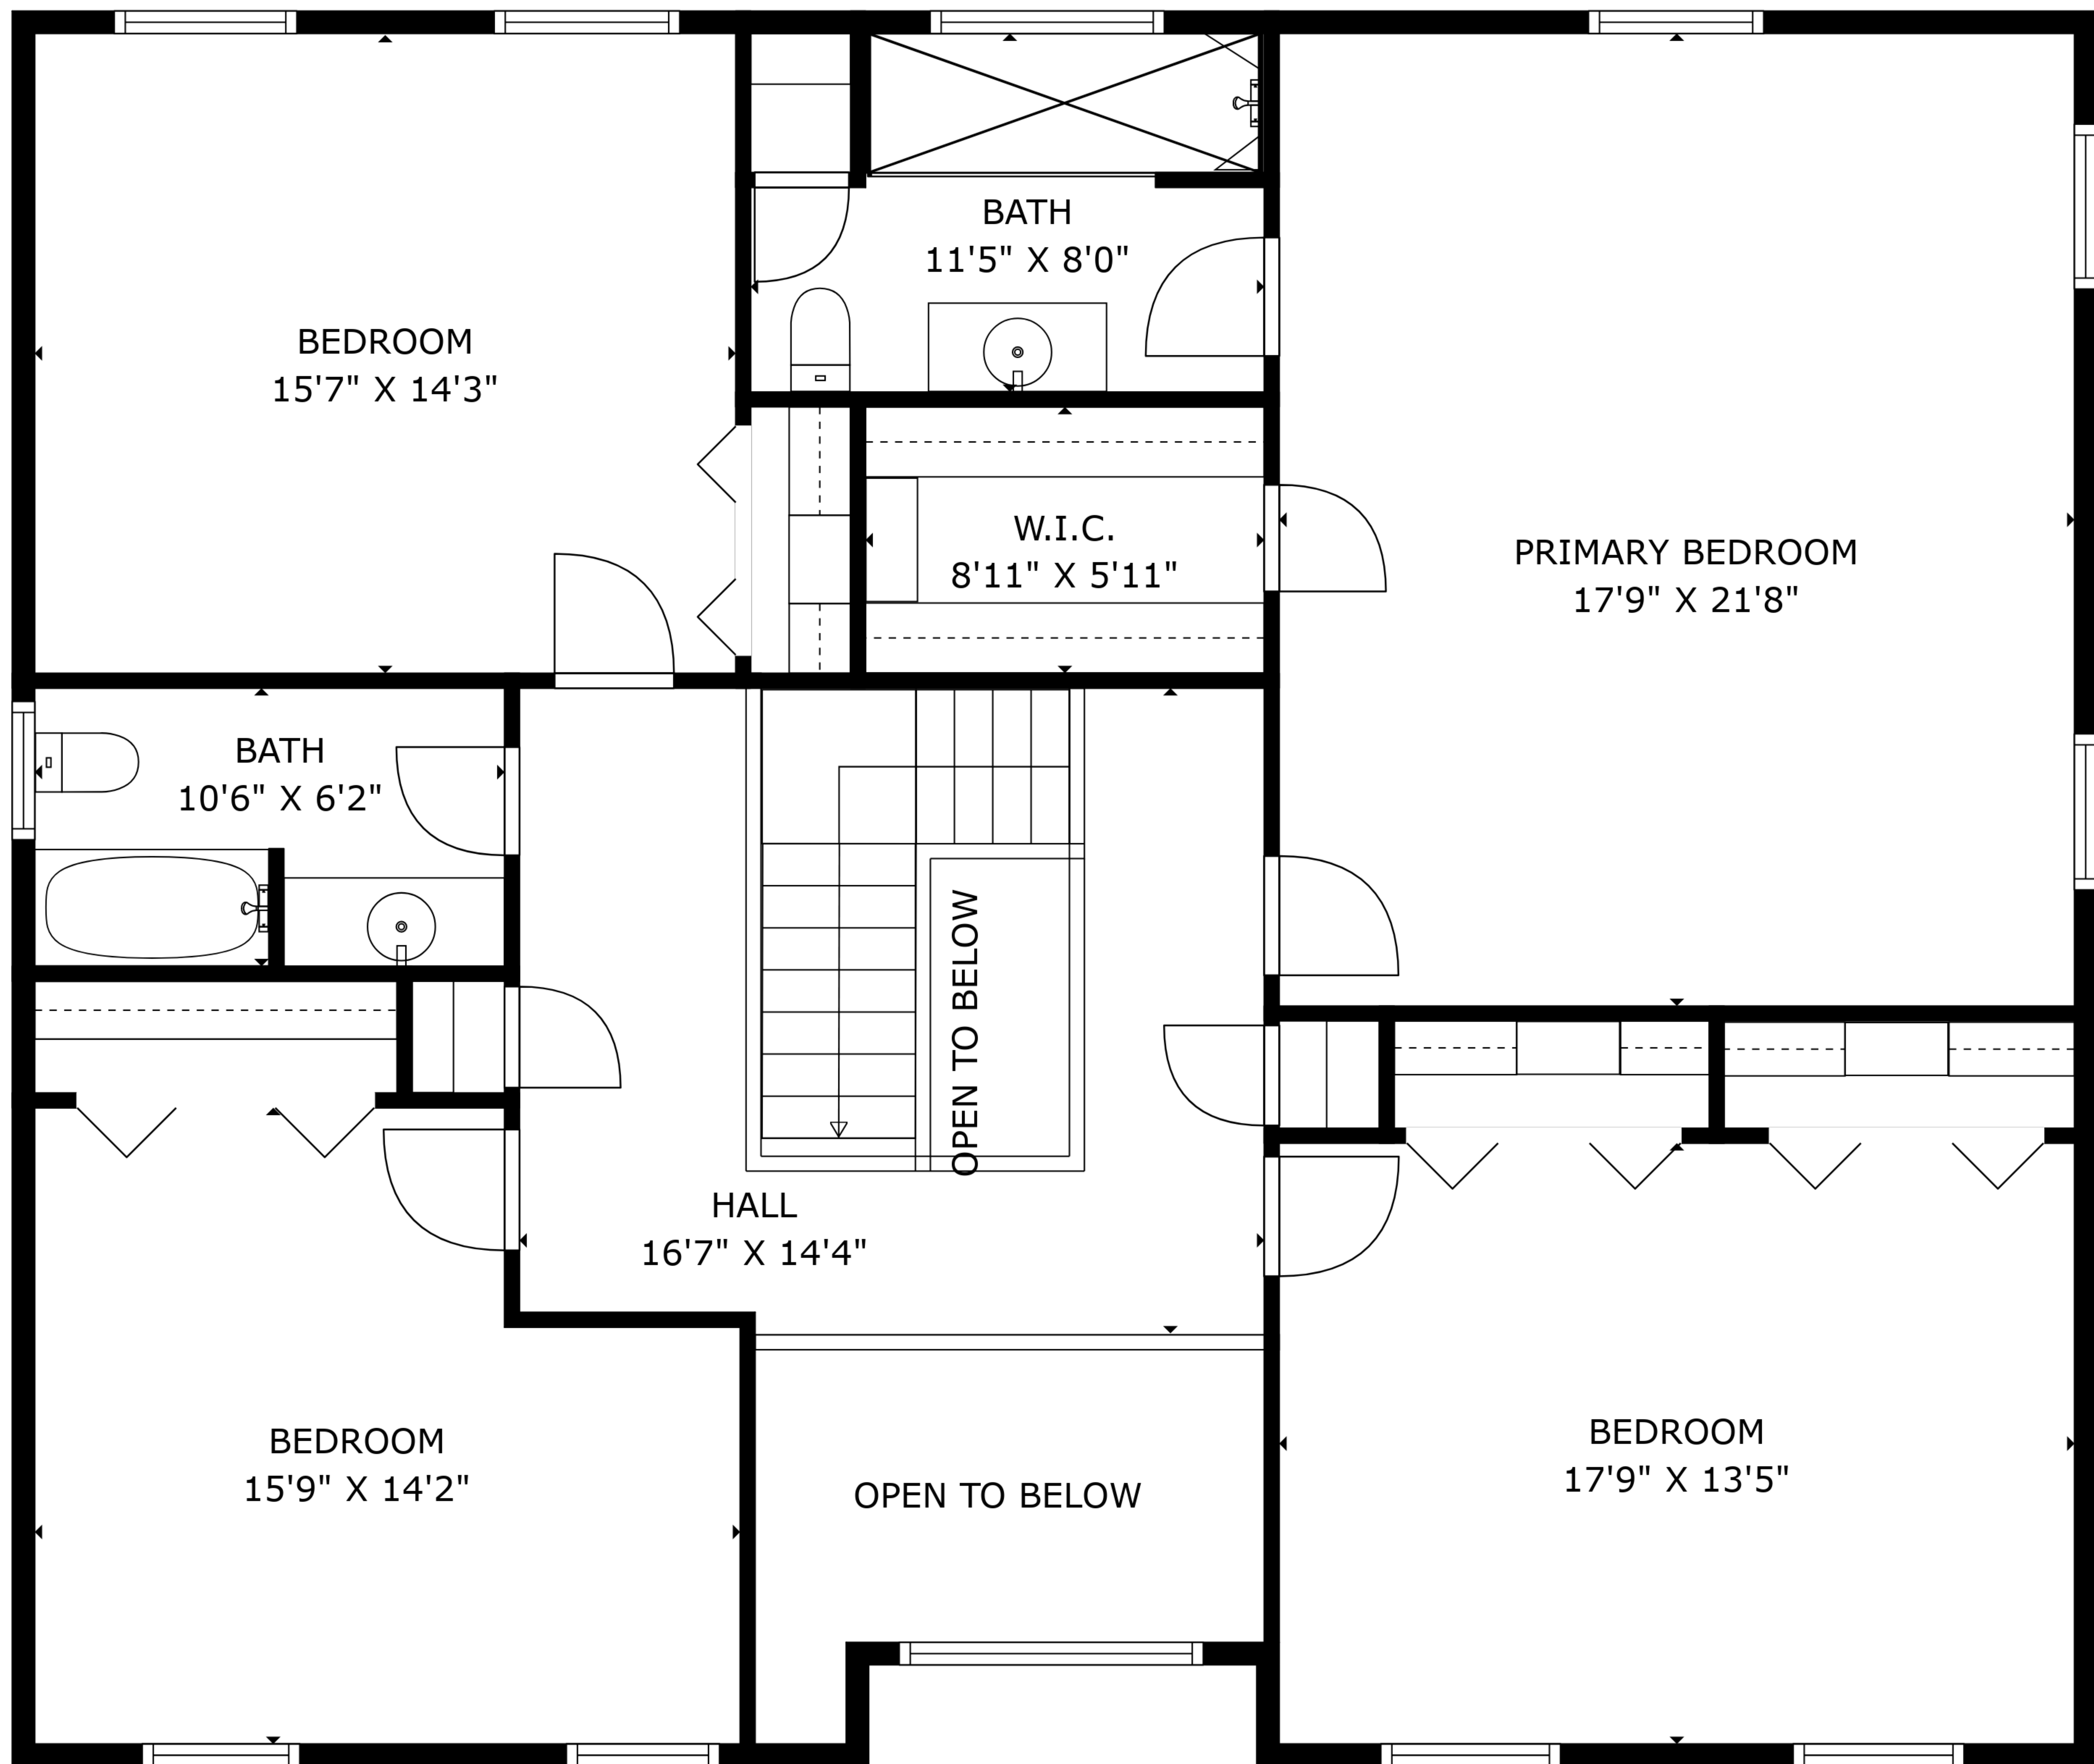 BATH
11'5" X 8'0"
BEDROOM
15'7" X 14'3"
W.I.C.
8'11" X 5'11"
PRIMARY BEDROOM
17'9" X 21'8"
BATH
10'6" X 6'2"
OPEN TO BELOW
HALL
16'7" X 14'4"
BEDROOM
15'9" X 14'2"
OPEN TO BELOW
BEDROOM
17'9" X 13'5"